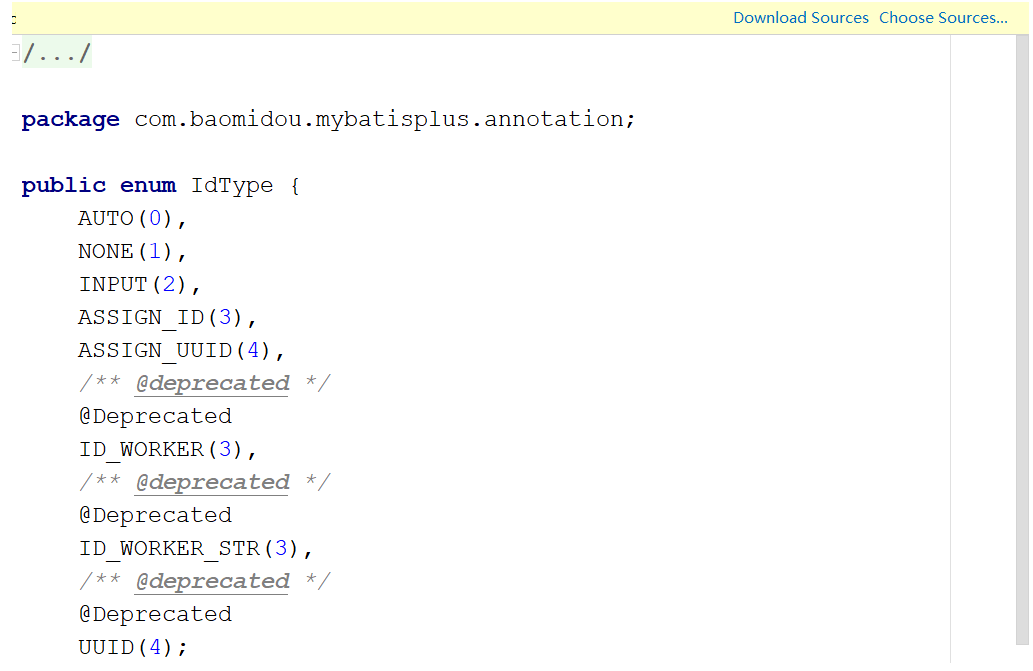 c
Download Sources Choose Sources...
/.../
package com.baomidou.mybatisplus.annotation;
public enum IdType {
AUTO(0),
NONE(1),
INPUT(2),
ASSIGN_ID(3),
ASSIGN_UUID(4),
/** @deprecated */
@Deprecated
ID_WORKER(3),
/** @deprecated */
@Deprecated
ID_WORKER_STR(3),
/** @deprecated */
@Deprecated
UUID(4);